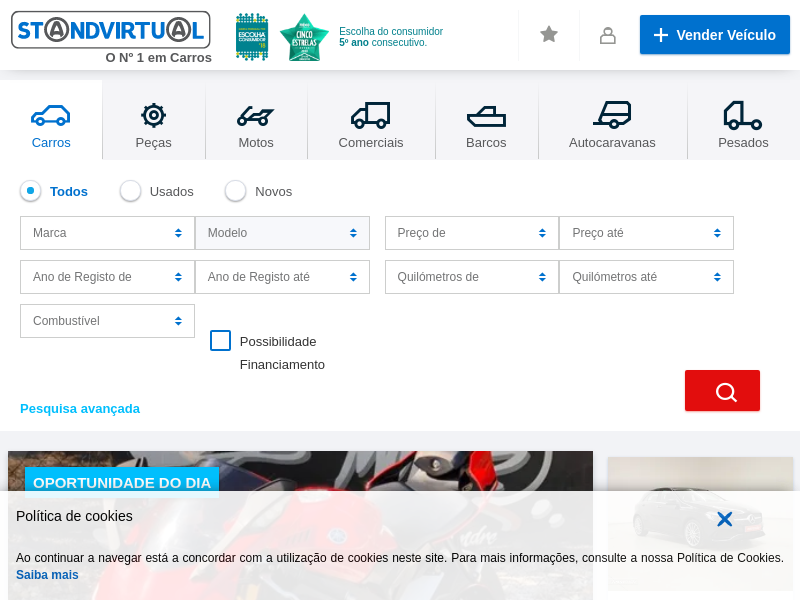 STANDVIRTUAL
O Nº 1 em Carros
ESCOLHA
CONSUMIDOR
CINCO
ESTRELAS
Escolha do consumidor
5º ano consecutivo.
Vender Veículo
Carros
Peças
Motos
Comerciais
Barcos
Autocaravanas
Pesados
Todos
Usados
Novos
Marca
Modelo
Preço de
Preço até
Ano de Registo de
Ano de Registo até
Quilómetros de
Quilómetros até
Combustível
Possibilidade
Financiamento
Pesquisa avançada
OPORTUNIDADE DO DIA
Política de cookies
Ao continuar a navegar está a concordar com a utilização de cookies neste site. Para mais informações, consulte a nossa Política de Cookies.
Saiba mais